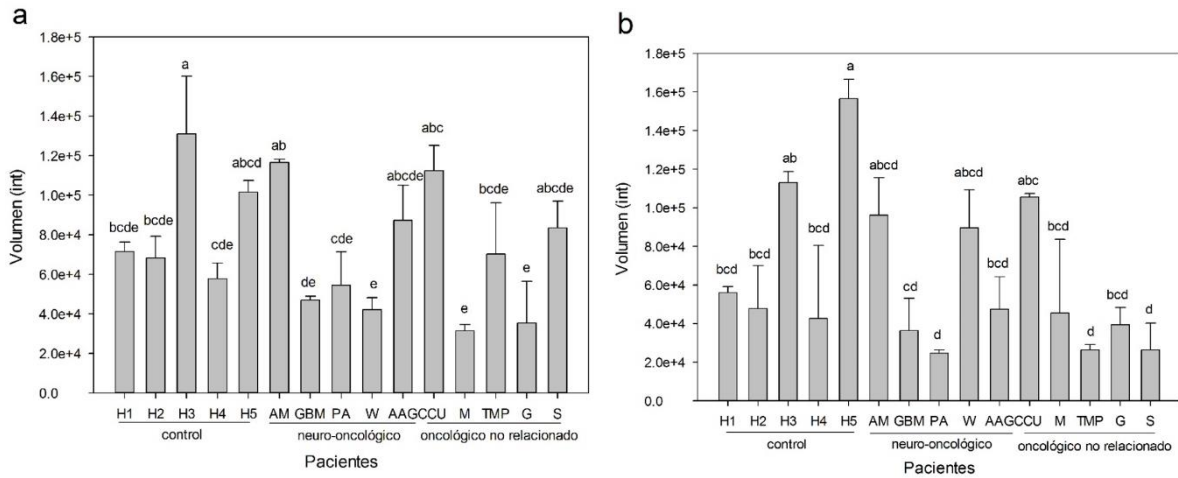 a
1.8e+5
1.6e+5
1.4e+5
1.2e+5
1.0e+5
8.0e+4
6.0e+4
4.0e+4
2.0e+4
0.0
Volumen (int)
bcde
bcde
a
cde
abcd
ab
de
cde
e
abcde
abc
e
bcde
e
abcde
H1 H2 H3 H4 H5 AM GBM PA W AAGCCU M TMP G S
control neuro-oncológico oncológico no relacionado
Pacientes
b
1.8e+5
1.6e+5
1.4e+5
1.2e+5
1.0e+5
8.0e+4
6.0e+4
4.0e+4
2.0e+4
0.0
Volumen (int)
bcd
bcd
ab
bcd
a
abcd
cd
d
abcd
bcd
abc
bcd
d
bcd
d
H1 H2 H3 H4 H5 AM GBM PA W AAGCCU M TMP G S
control neuro-oncológico oncológico no relacionado
Pacientes